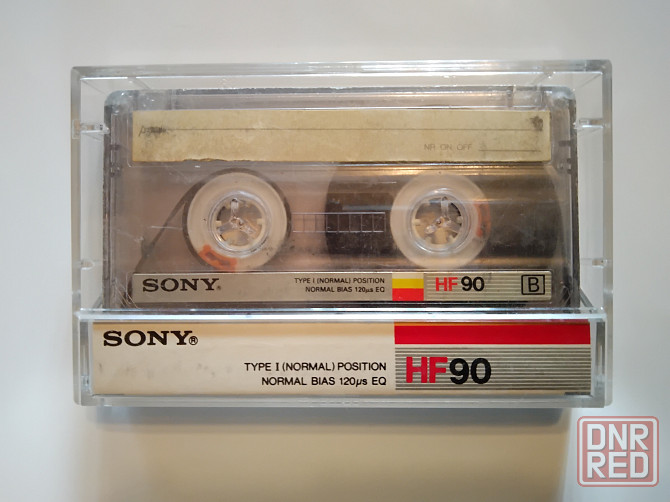 NR ON OFF
SONY®
TYPE I (NORMAL) POSITION
NORMAL BIAS 120µs EQ
HF 90
B
SONY®
TYPE I (NORMAL) POSITION
NORMAL BIAS 120µs EQ
HF90
DNR
RED